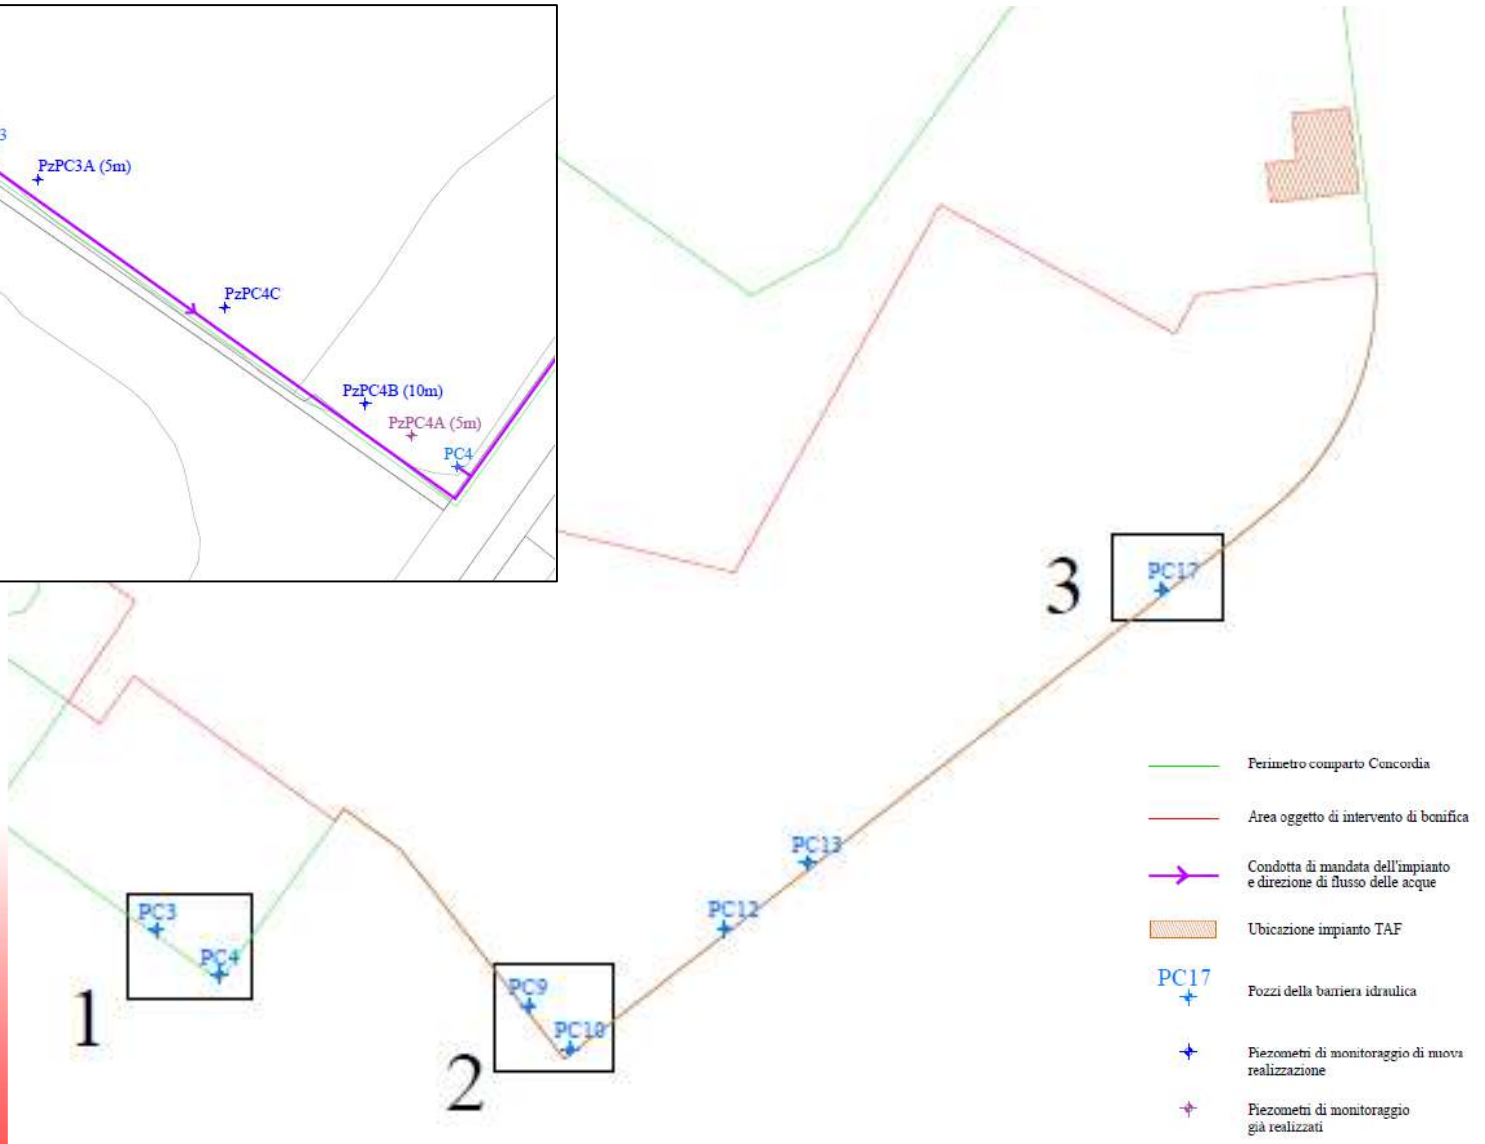 3
PzPC3A (5m)
PzPC4C
PzPC4B (10m)
PzPC4A (5m)
PC4
3
PC17
PC13
PC12
PC3
PC4
1
PC9
PC10
2
Perimetro comparto Concordia
Area oggetto di intervento di bonifica
Condotta di mandata dell'impianto
e direzione di flusso delle acque
Ubicazione impianto TAF
PC17
Pozzi della barriera idraulica
Piezometri di monitoraggio di nuova
realizzazione
Piezometri di monitoraggio
già realizzati